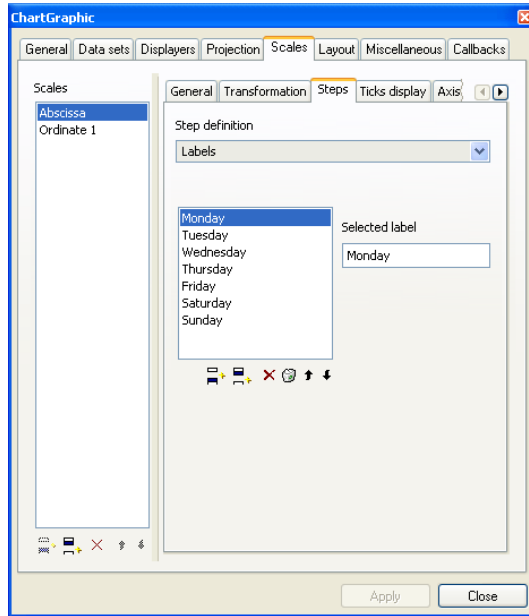 ChartGraphic
General Data sets Displayers Projection Scales Layout Miscellaneous Callbacks
Scales
Abscissa
Ordinate 1
General Transformation Steps Ticks display Axis
Step definition
Labels
Monday
Tuesday
Wednesday
Thursday
Friday
Saturday
Sunday
Selected label
Monday
Apply Close